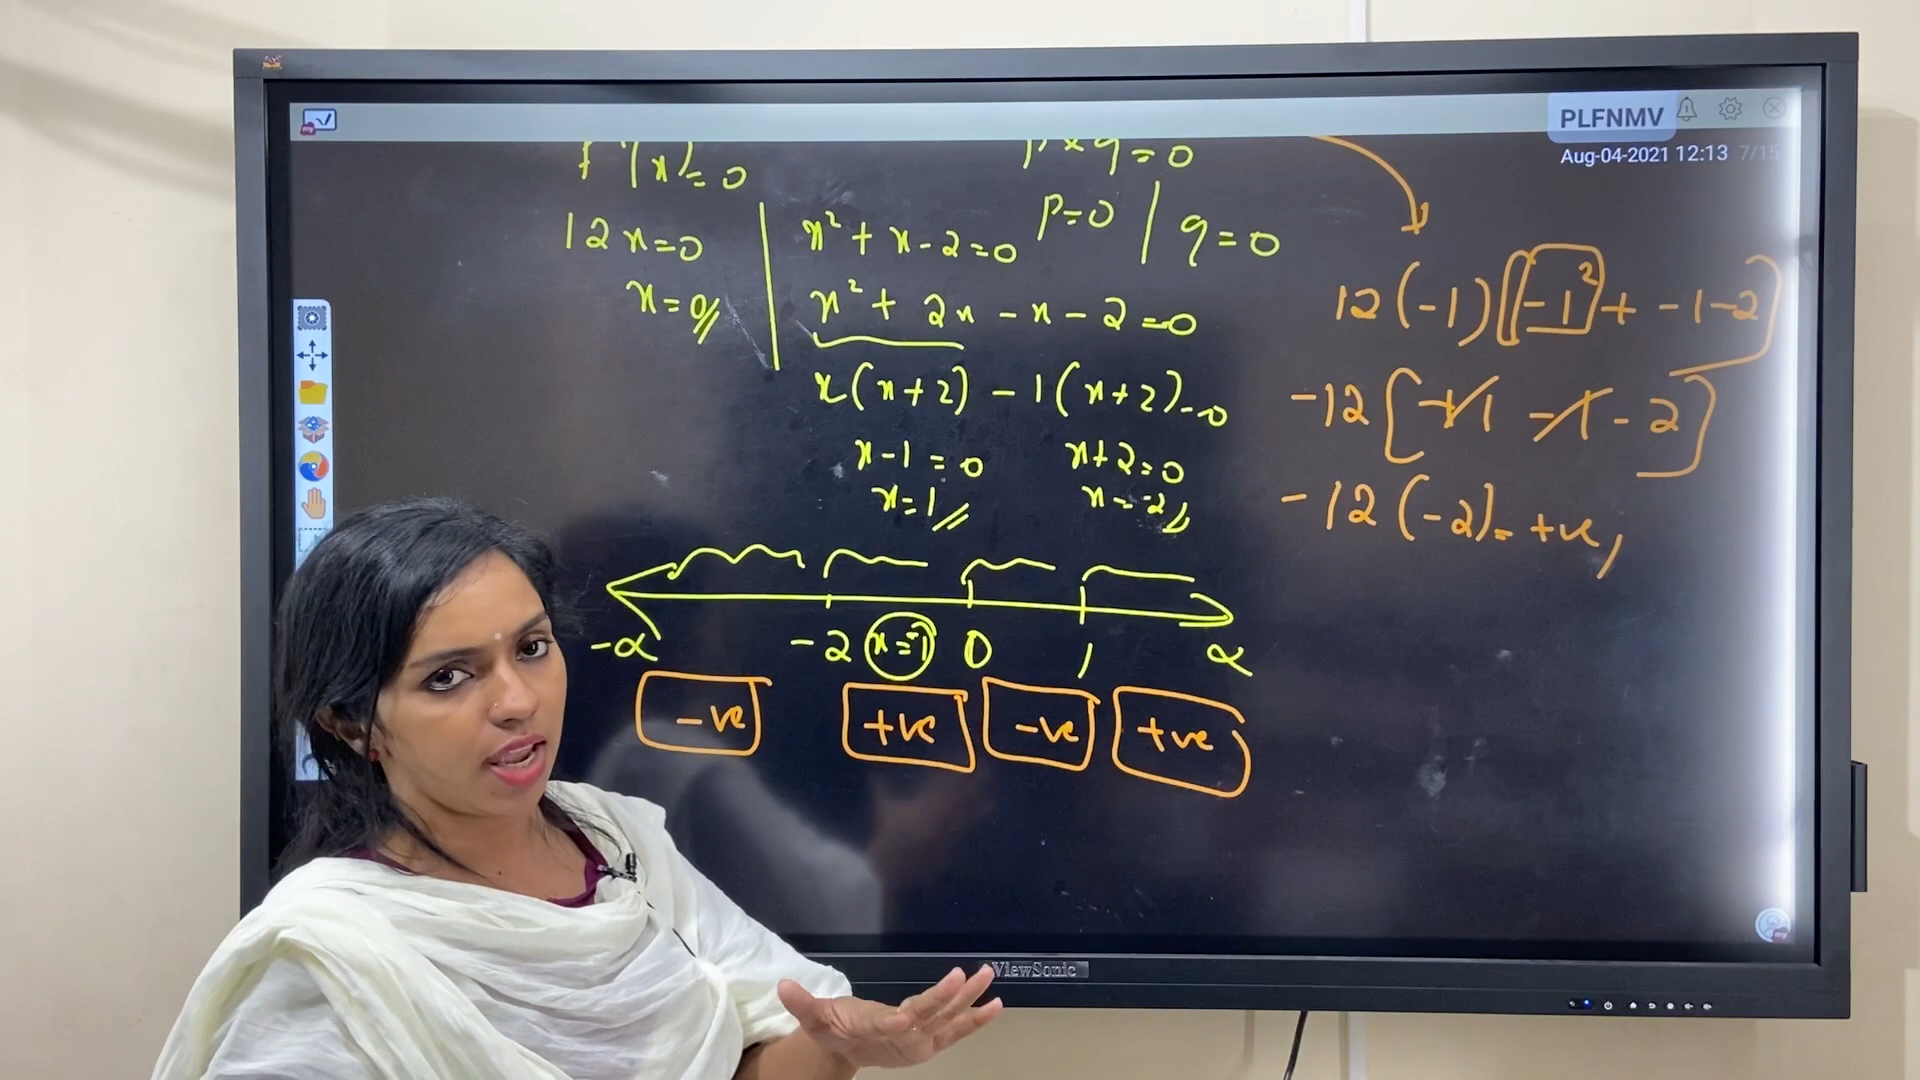 PLFNMV
Aug-04-2021 12:13 7/15
f'(x)=0
p×q=0
12x=0
x²+x-2=0
p=0 | q=0
x=0
x²+2x-x-2=0
x(x+2)-1(x+2)=0
x-1=0
x+2=0
x=1
x=-2
12(-1)[(-1²+-1-2]
-12[+1-1-2]
-12(-2)=+ve,
-α -2 x=-1 0 1 α
-ve +ve -ve +ve
ViewSonic